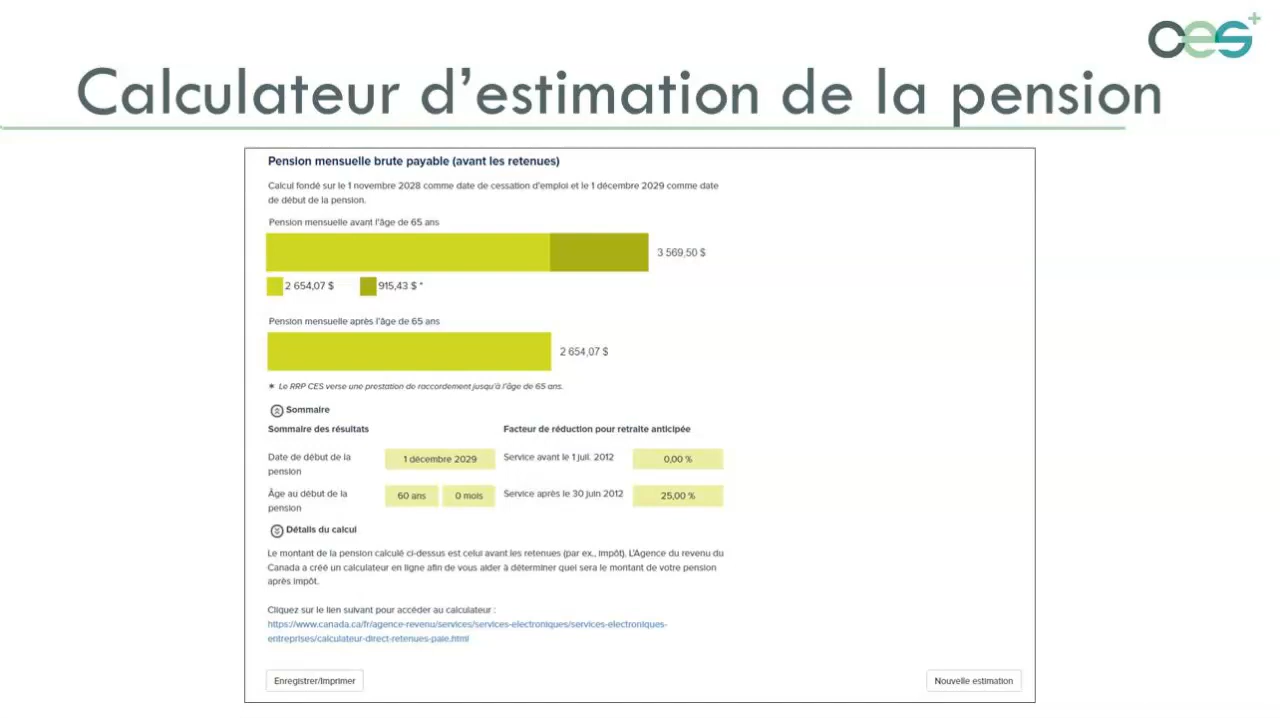 ces+
Calculateur d’estimation de la pension
Pension mensuelle brute payable (avant les retenues)
Calcul fondé sur le 1 novembre 2028 comme date de cessation d'emploi et le 1 décembre 2029 comme date
de début de la pension.
Pension mensuelle avant l'âge de 65 ans
3 569,50 $
2 654,07 $ 915,43 $ *
Pension mensuelle après l'âge de 65 ans
2 654,07 $
* Le RRP CES verse une prestation de raccordement jusqu'à l'âge de 65 ans.
Sommaire
Sommaire des résultats Facteur de réduction pour retraite anticipée
Date de début de la
pension
1 décembre 2029
Service avant le 1 juil. 2012 0,00 %
Âge au début de la
pension
60 ans 0 mois
Service après le 30 juin 2012 25,00 %
Détails du calcul
Le montant de la pension calculé ci-dessus est celui avant les retenues (par ex., impôt). L'Agence du revenu du
Canada a créé un calculateur en ligne afin de vous aider à déterminer quel sera le montant de votre pension
après impôt.
Cliquez sur le lien suivant pour accéder au calculateur :
https://www.canada.ca/fr/agence-revenu/services/services-electroniques/services-electroniques-
entreprises/calculateur-direct-retenues-paie.html
Enregistrer/Imprimer Nouvelle estimation